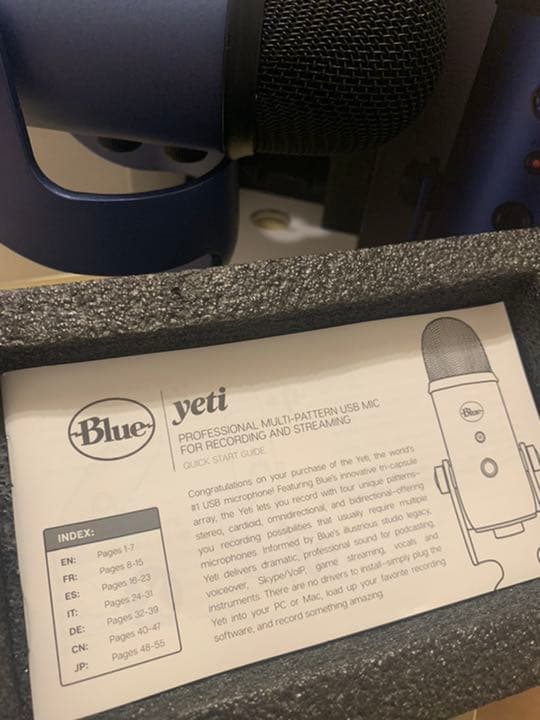 Blue
yeti
PROFESSIONAL MULTI-PATTERN USB MIC
FOR RECORDING AND STREAMING
QUICK START GUIDE
Congratulations on your purchase of the Yeti, the world's
#1 USB microphone! Featuring Blue's innovative tri-capsule
array, the Yeti lets you record with four unique patterns–
stereo, cardioid, omnidirectional, and bidirectional–offering
you recording possibilities that usually require multiple
microphones. Informed by Blue's illustrious studio legacy,
Yeti delivers dramatic, professional sound for podcasting,
voiceover, Skype/VoIP, game streaming, vocals and
instruments. There are no drivers to install–simply plug the
Yeti into your PC or Mac, load up your favorite recording
software, and record something amazing.
INDEX:
EN: Pages 1-7
FR: Pages 8-15
ES: Pages 16-23
IT: Pages 24-31
DE: Pages 32-39
CN: Pages 40-47
JP: Pages 48-55
Blue